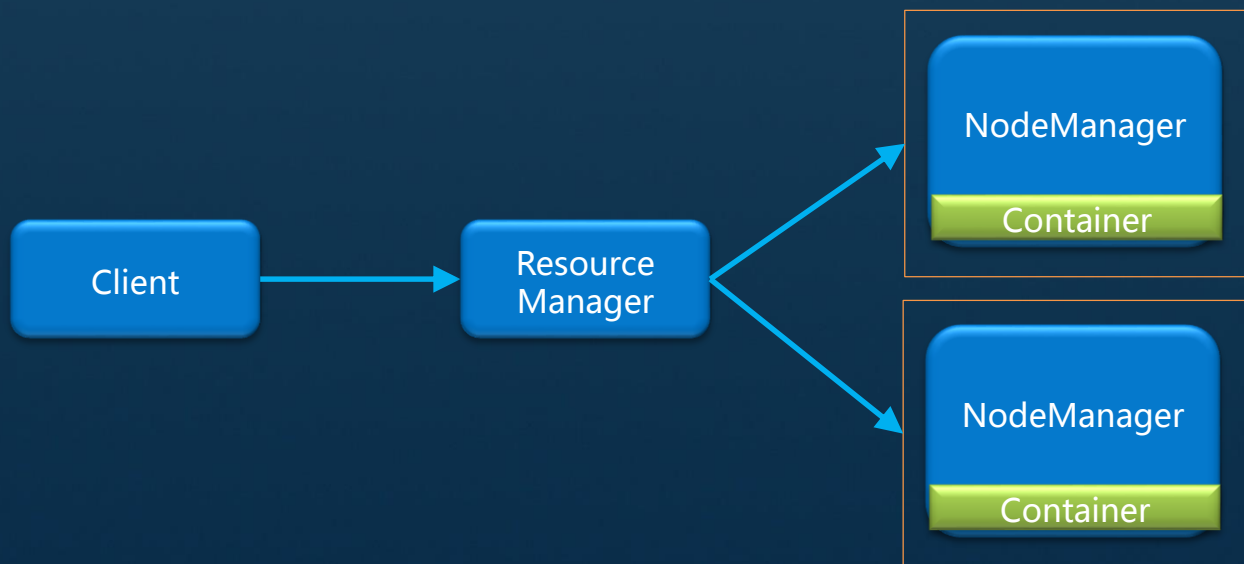 Client
Resource
Manager
NodeManager
Container
NodeManager
Container